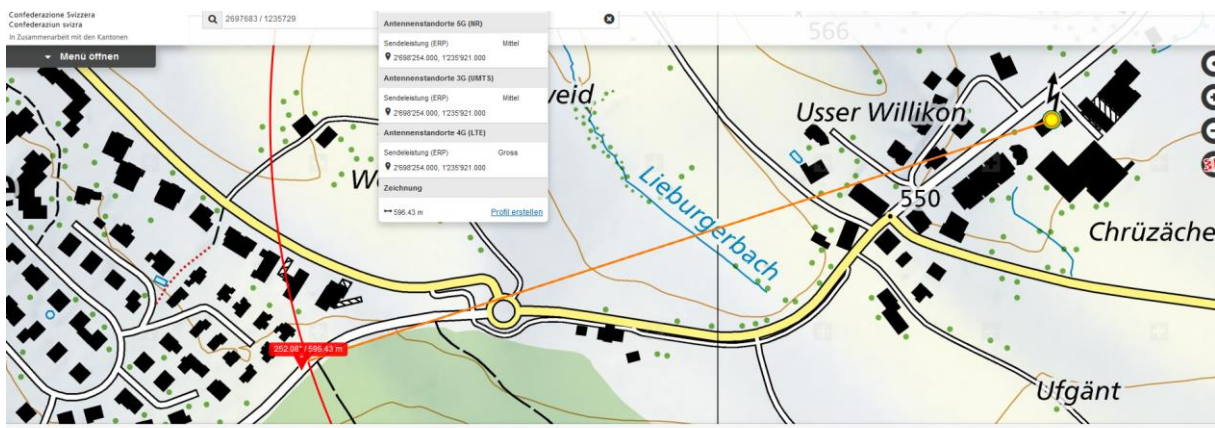 Confederazione Svizzera
Confederaziun svizra
In Zusammenarbeit mit den Kantonen
Menü öffnen
2697683 / 1235729
Antennenstandorte 5G (NR)
Sendeleistung (ERP) Mittel
2'698'254.000, 1'235'921.000
Antennenstandorte 3G (UMTS)
Sendeleistung (ERP) Mittel
2'698'254.000, 1'235'921.000
Antennenstandorte 4G (LTE)
Sendeleistung (ERP) Gross
2'698'254.000, 1'235'921.000
Zeichnung
596.43 m Profil erstellen
566
Usser Willikon
550
Lieburgerbach
Chrüzäche
Ufgänt
252.08° / 596.43 m